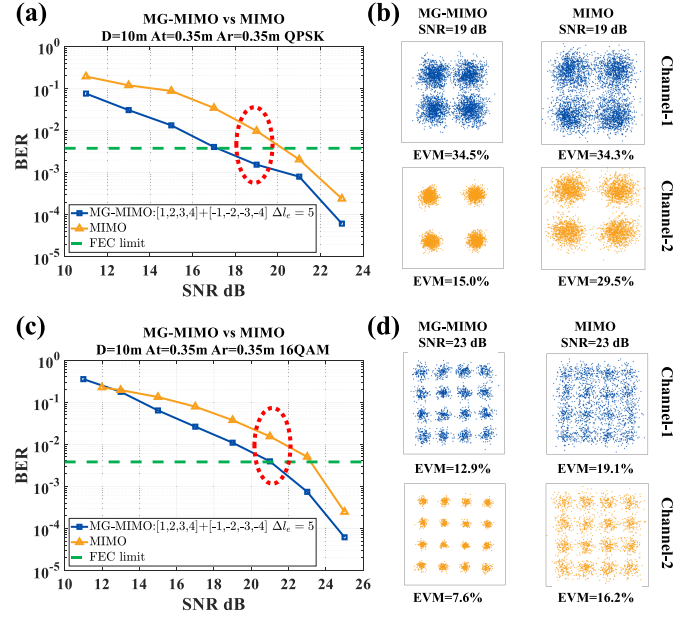 (a)
MG-MIMO vs MIMO
D=10m At=0.35m Ar=0.35m QPSK
10^0
10^-1
10^-2
10^-3
10^-4
10^-5
BER
MG-MIMO:[1,2,3,4]+[-1,-2,-3,-4] Δl_e = 5
MIMO
FEC limit
10 12 14 16 18 20 22 24
SNR dB
(b)
MG-MIMO
SNR=19 dB
MIMO
SNR=19 dB
Channel-1
EVM=34.5%
EVM=34.3%
Channel-2
EVM=15.0%
EVM=29.5%
(c)
MG-MIMO vs MIMO
D=10m At=0.35m Ar=0.35m 16QAM
10^0
10^-1
10^-2
10^-3
10^-4
10^-5
BER
MG-MIMO:[1,2,3,4]+[-1,-2,-3,-4] Δl_e = 5
MIMO
FEC limit
10 12 14 16 18 20 22 24 26
SNR dB
(d)
MG-MIMO
SNR=23 dB
MIMO
SNR=23 dB
Channel-1
EVM=12.9%
EVM=19.1%
Channel-2
EVM=7.6%
EVM=16.2%